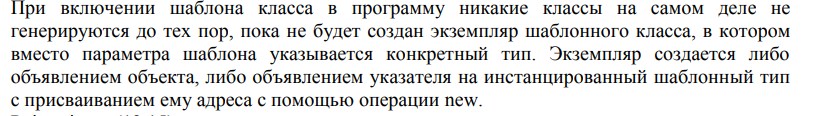 При включении шаблона класса в программу никакие классы на самом деле не
генерируются до тех пор, пока не будет создан экземпляр шаблонного класса, в котором
вместо параметра шаблона указывается конкретный тип. Экземпляр создается либо
объявлением объекта, либо объявлением указателя на инстанцированный шаблонный тип
с присваиванием ему адреса с помощью операции new.